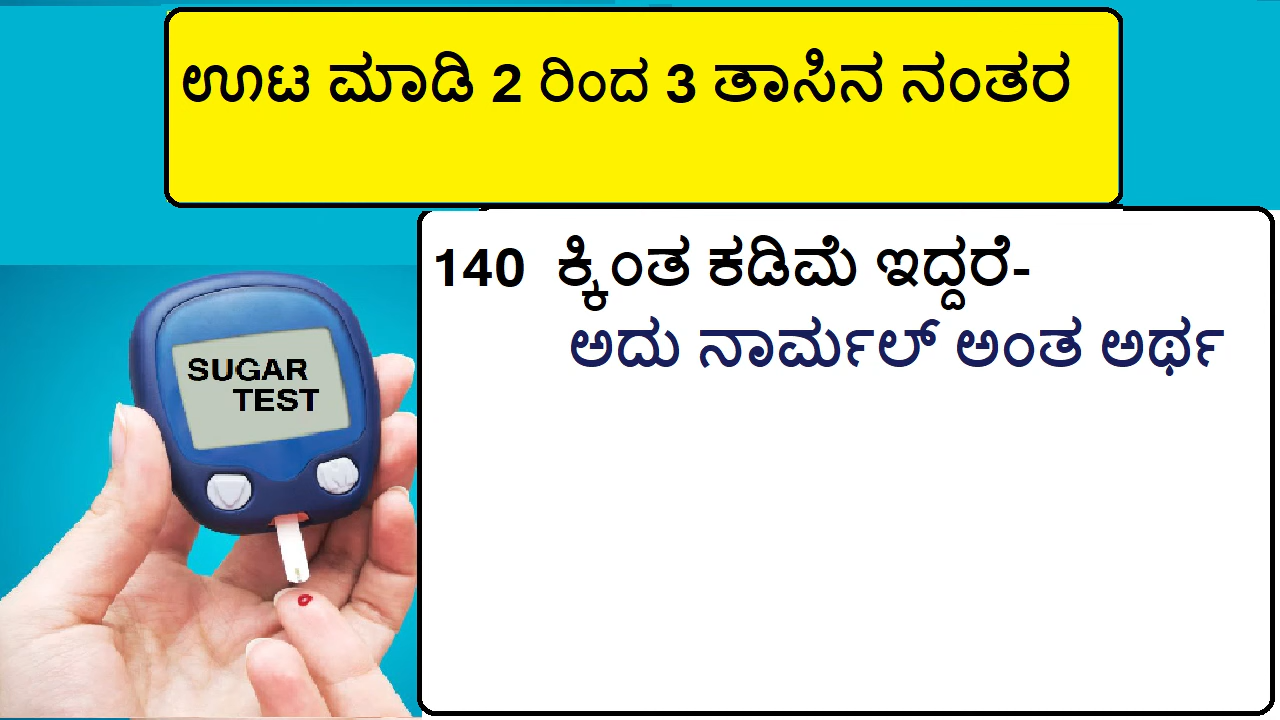 ಊಟ ಮಾಡಿ 2 ರಿಂದ 3 ತಾಸಿನ ನಂತರ
140 ಕ್ಕಿಂತ ಕಡಿಮೆ ಇದ್ದರೆ-
ಅದು ನಾರ್ಮಲ್ ಅಂತ ಅರ್ಥ
SUGAR
TEST